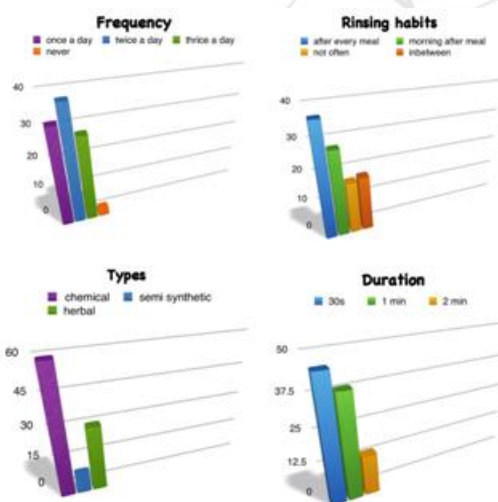 Frequency
once a day twice a day thrice a day
never
40
30
20
10
0
Rinsing habits
after every meal morning after meal
not often inbetween
40
30
20
10
0
Types
chemical semi synthetic
herbal
60
45
30
15
0
Duration
30s 1 min 2 min
50
37.5
25
12.5
0